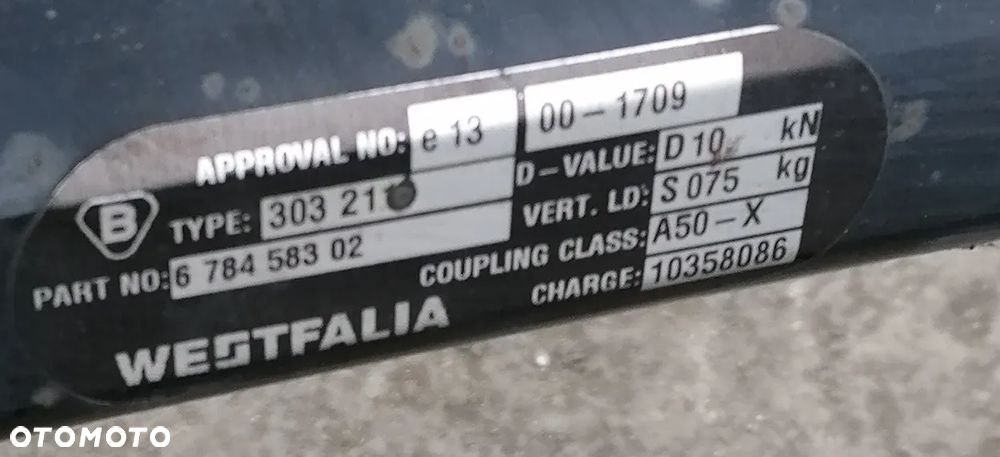 APPROVAL NO: e 13 00-1709
B TYPE: 303 211 D-VALUE: D 10 kN
PART NO: 6 784 583 02 VERT. LD: S 075 kg
COUPLING CLASS: A50-X
WESTFALIA CHARGE: 10358086
OTOMOTO